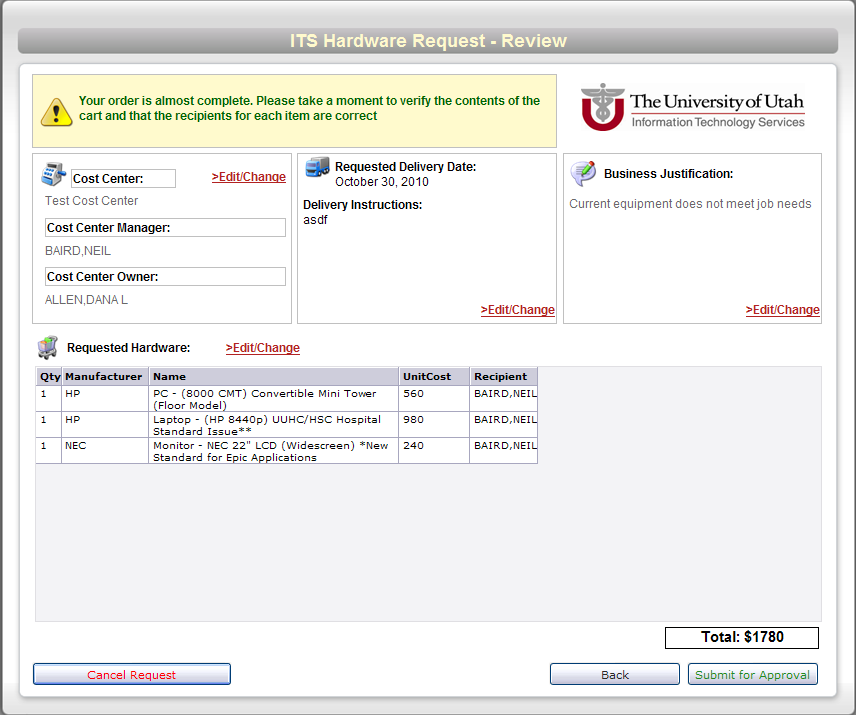 ITS Hardware Request - Review
Your order is almost complete. Please take a moment to verify the contents of the
cart and that the recipients for each item are correct
The University of Utah
Information Technology Services
Cost Center:
>Edit/Change
Test Cost Center
Cost Center Manager:
BAIRD,NEIL
Cost Center Owner:
ALLEN,DANA L
Requested Delivery Date:
October 30, 2010
Delivery Instructions:
asdf
>Edit/Change
Business Justification:
Current equipment does not meet job needs
>Edit/Change
Requested Hardware:
>Edit/Change
Qty Manufacturer Name UnitCost Recipient
1 HP PC - (8000 CMT) Convertible Mini Tower 560 BAIRD,NEIL
(Floor Model)
1 HP Laptop - (HP 8440p) UUHC/HSC Hospital 980 BAIRD,NEIL
Standard Issue**
1 NEC Monitor - NEC 22" LCD (Widescreen) *New 240 BAIRD,NEIL
Standard for Epic Applications
Total: $1780
Cancel Request
Back
Submit for Approval